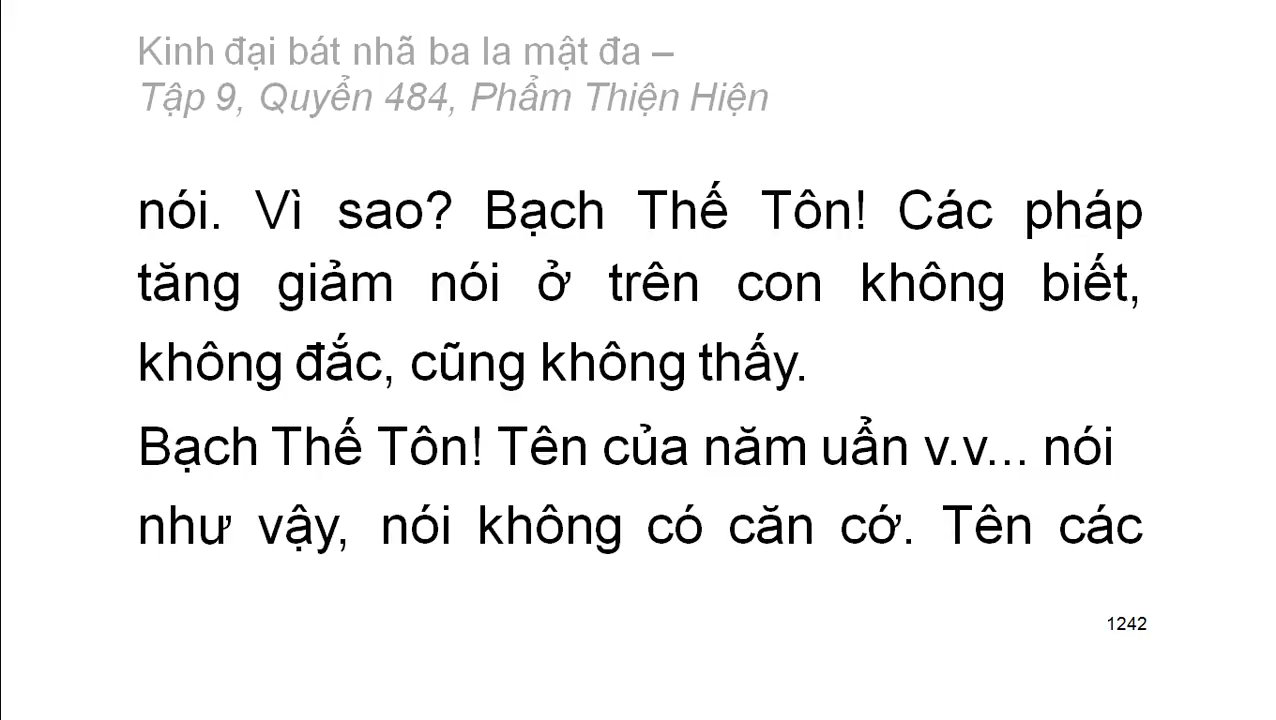 Kinh đại bát nhã ba la mật đa –
Tập 9, Quyển 484, Phẩm Thiện Hiện
nói. Vì sao? Bạch Thế Tôn! Các pháp
tăng giảm nói ở trên con không biết,
không đắc, cũng không thấy.
Bạch Thế Tôn! Tên của năm uẩn v.v... nói
như vậy, nói không có căn cớ. Tên các
1242